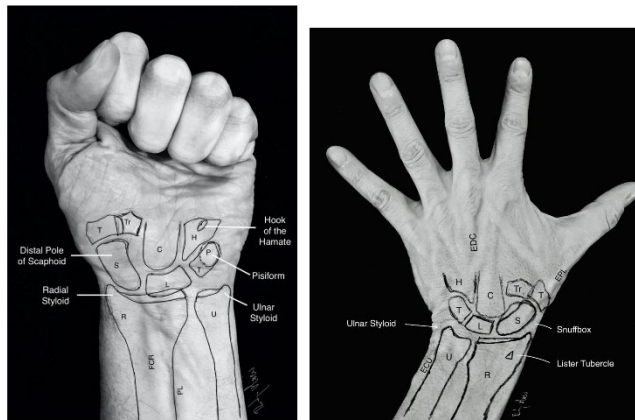 T
Tr
Hook
of the
Hamate
H
Distal Pole
of Scaphoid
C
P
S
T
Pisiform
L
Radial
Styloid
Ulnar
Styloid
R
U
FCR
PL
EDC
EPL
H
Tr
T
C
T
S
L
Ulnar Styloid
Snuffbox
U
ECU
Lister Tubercle
R